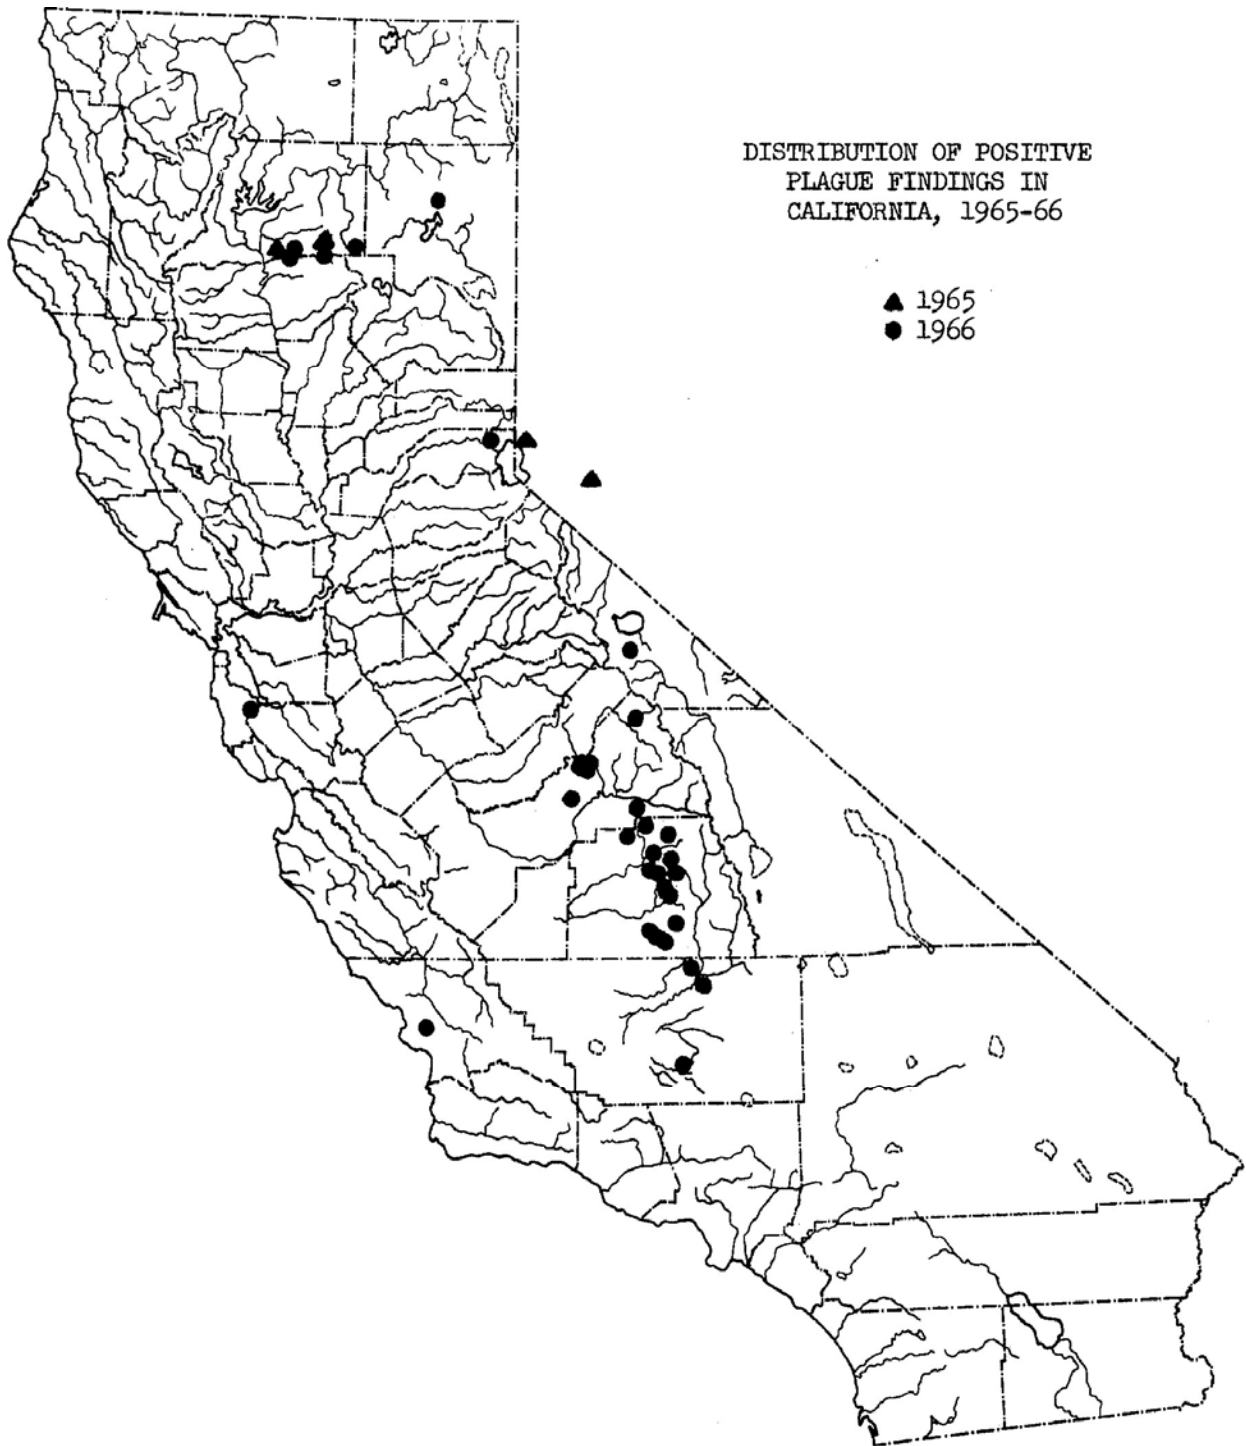 DISTRIBUTION OF POSITIVE
PLAGUE FINDINGS IN
CALIFORNIA, 1965-66
1965
1966